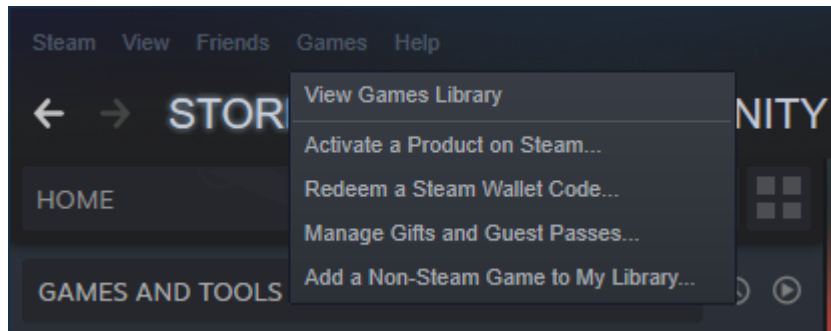 Steam View Friends Games Help
View Games Library
STOR NITY
Activate a Product on Steam...
HOME
Redeem a Steam Wallet Code...
Manage Gifts and Guest Passes...
Add a Non-Steam Game to My Library...
GAMES AND TOOLS